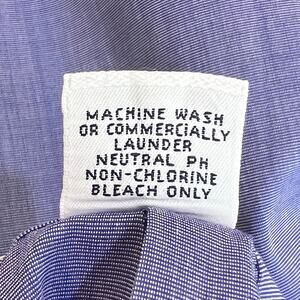 MACHINE WASH
OR COMMERCIALLY
LAUNDER
NEUTRAL PH
NON-CHLORINE
BLEACH ONLY